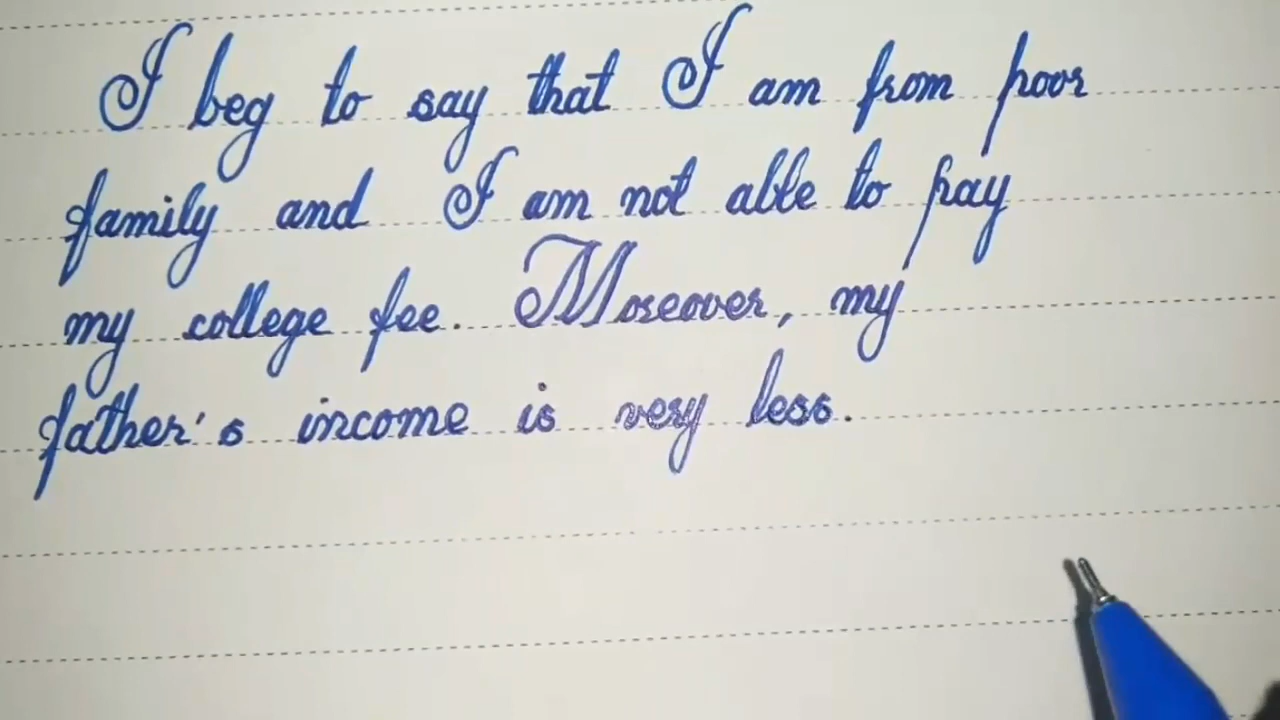 I beg to say that I am from poor
family and I am not able to pay
my college fee. Moreover, my
father's income is very less.